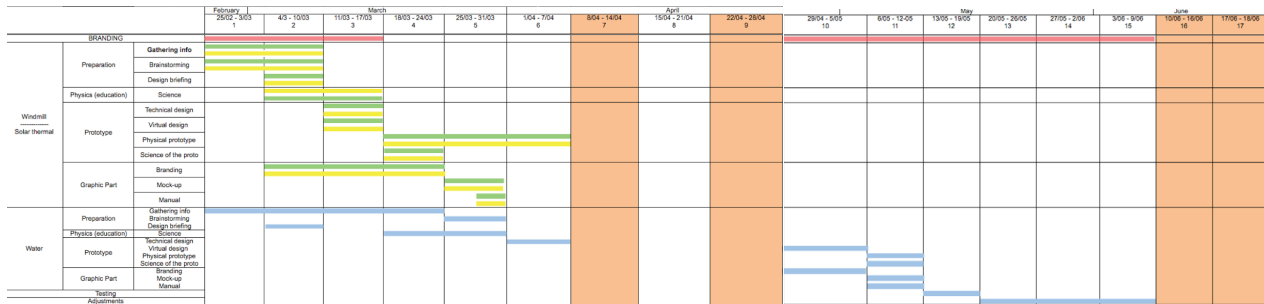 February March April May June
25/02 - 3/03 4/3 - 10/03 11/03 - 17/03 18/03 - 24/03 25/03 - 31/03 1/04 - 7/04 8/04 - 14/04 15/04 - 21/04 22/04 - 28/04 29/04 - 5/05 6/05 - 12-05 13/05 - 19/05 20/05 - 26/05 27/05 - 2/06 3/06 - 9/06 10/06 - 16/06 17/06 - 18/06
1 2 3 4 5 6 7 8 9 10 11 12 13 14 15 16 17
BRANDING
Windmill
------------
Solar thermal
Preparation
Gathering info
Brainstorming
Design briefing
Physics (education)
Science
Prototype
Technical design
Virtual design
Physical prototype
Science of the proto
Graphic Part
Branding
Mock-up
Manual
Water
Preparation
Gathering info
Brainstorming
Design briefing
Physics (education)
Science
Prototype
Technical design
Virtual design
Physical prototype
Science of the proto
Graphic Part
Branding
Mock-up
Manual
Testing
Adjustments